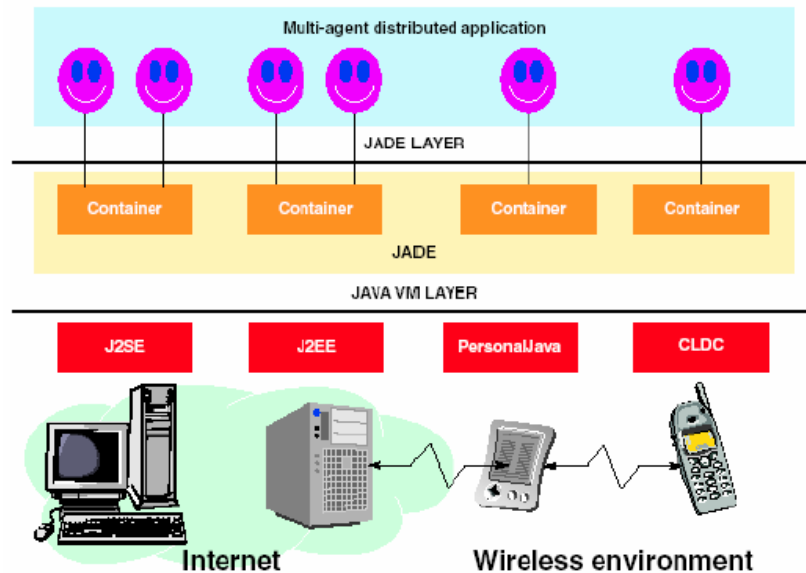 Multi-agent distributed application
JADE LAYER
Container
Container
Container
Container
JADE
JAVA VM LAYER
J2SE
J2EE
PersonalJava
CLDC
Internet
Wireless environment